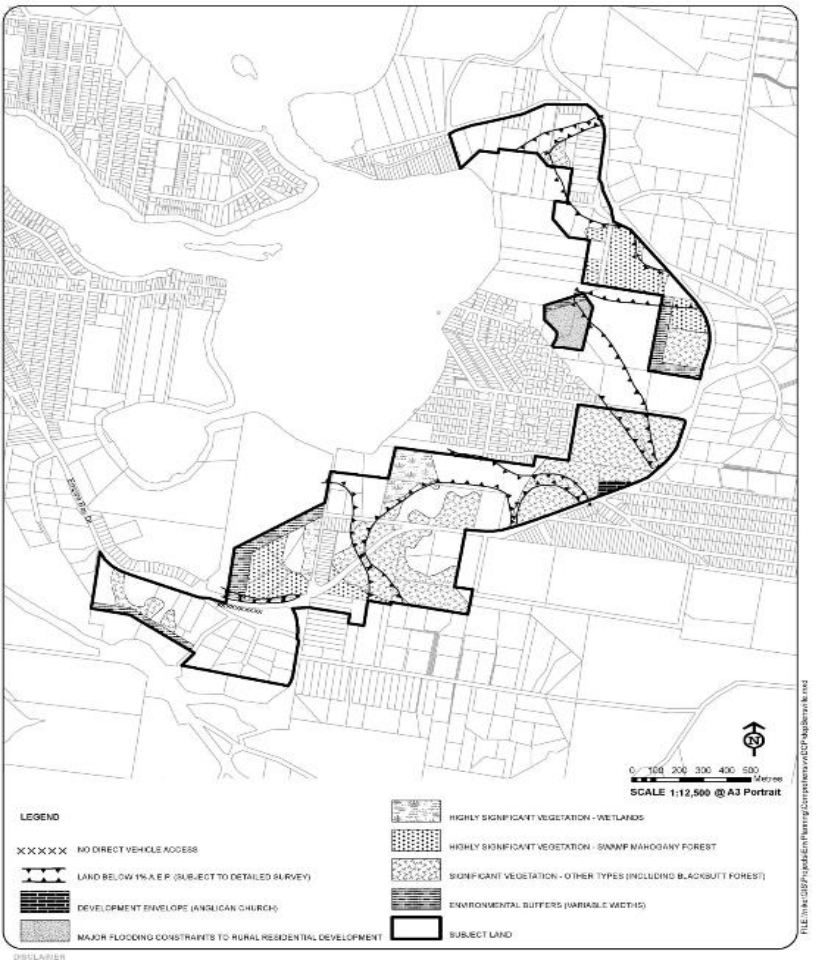 N
0 100 200 300 400 500
Metres
SCALE 1:12,500 @ A3 Portrait
LEGEND
XXXXX NO DIRECT VEHICLE ACCESS
LAND BELOW 1% A.E.P. (SUBJECT TO DETAILED SURVEY)
DEVELOPMENT ENVELOPE (ANGLICAN CHURCH)
MAJOR FLOODING CONSTRAINTS TO RURAL RESIDENTIAL DEVELOPMENT
HIGHLY SIGNIFICANT VEGETATION - WETLANDS
HIGHLY SIGNIFICANT VEGETATION - SWAMP MAHOGANY FOREST
SIGNIFICANT VEGETATION - OTHER TYPES (INCLUDING BLACKBUTT FOREST)
ENVIRONMENTAL BUFFERS (VARIABLE WIDTHS)
SUBJECT LAND
DISCLAIMER